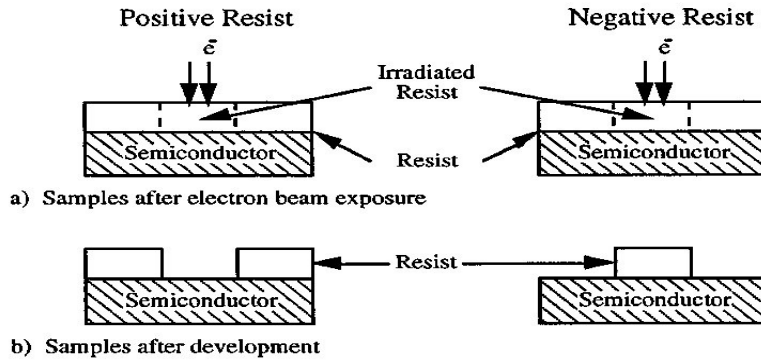 Positive Resist
Negative Resist
e̅
e̅
Irradiated
Resist
Semiconductor
Resist
Semiconductor
a) Samples after electron beam exposure
Resist
Semiconductor
Semiconductor
b) Samples after development